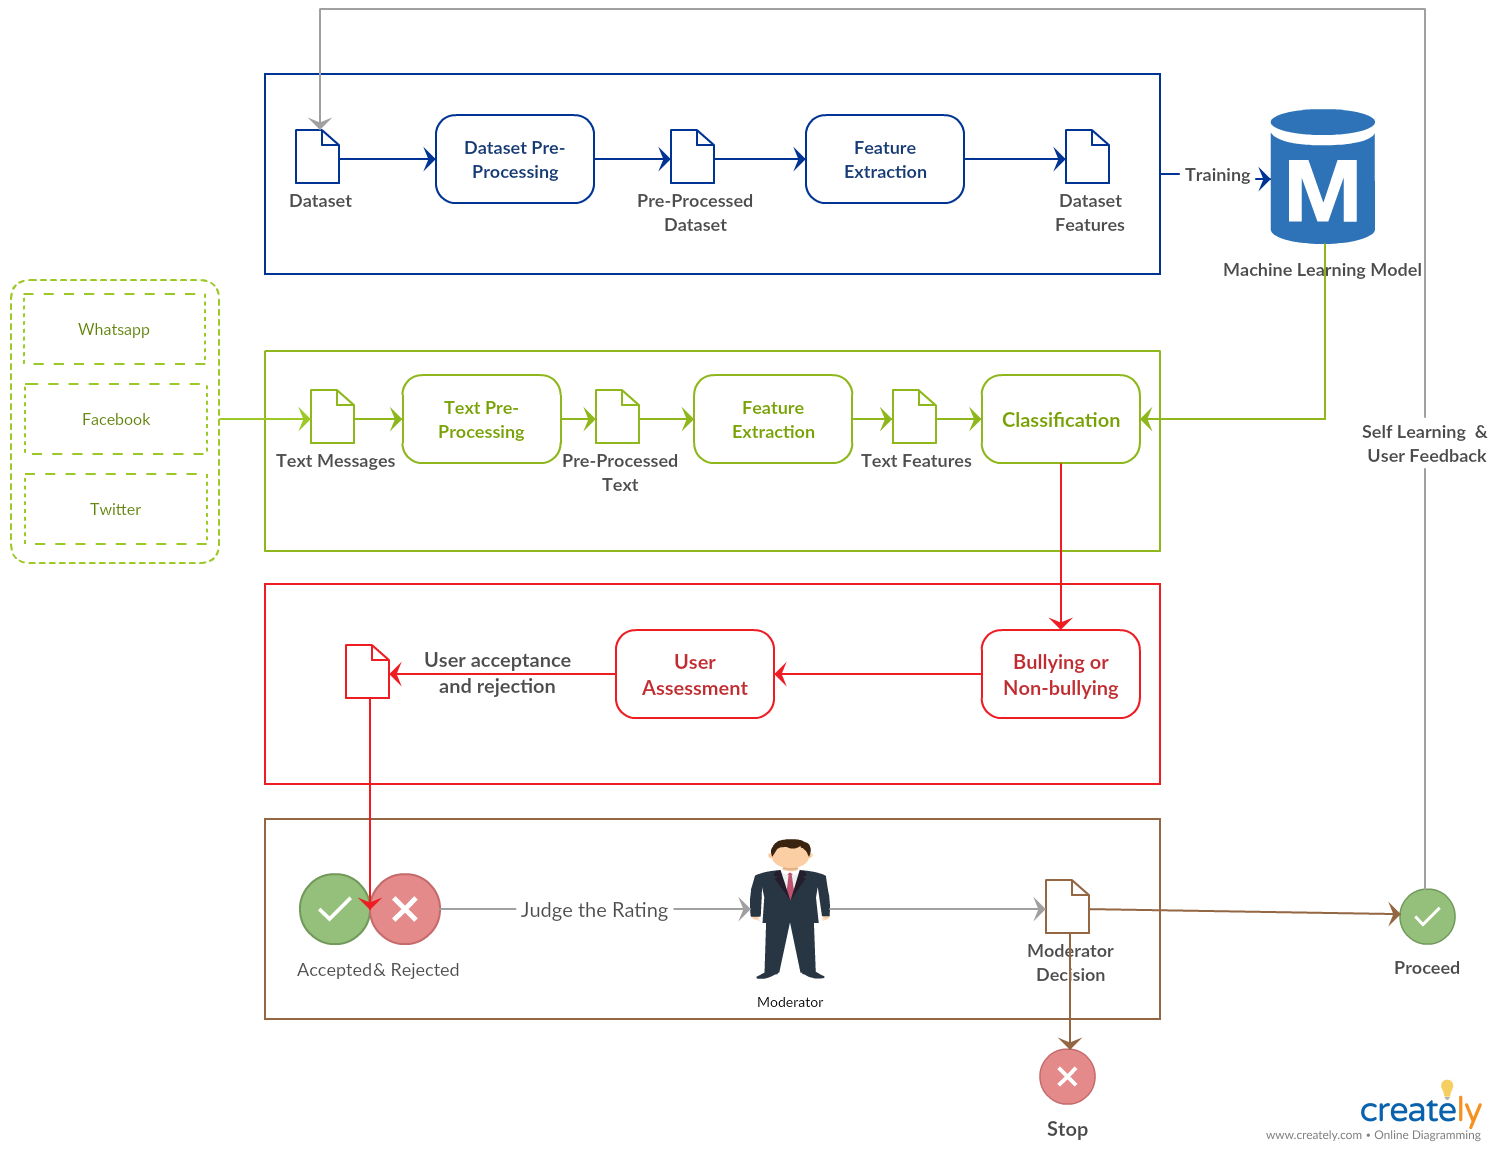 Dataset Pre-
Processing
Feature
Extraction
Dataset
Pre-Processed
Dataset
Dataset
Features
Training
M
Machine Learning Model
Whatsapp
Facebook
Twitter
Text Messages
Text Pre-
Processing
Pre-Processed
Text
Feature
Extraction
Text Features
Classification
Self Learning &
User Feedback
User acceptance
and rejection
User
Assessment
Bullying or
Non-bullying
Accepted& Rejected
Judge the Rating
Moderator
Moderator
Decision
Proceed
Stop
creately
www.creately.com • Online Diagramming